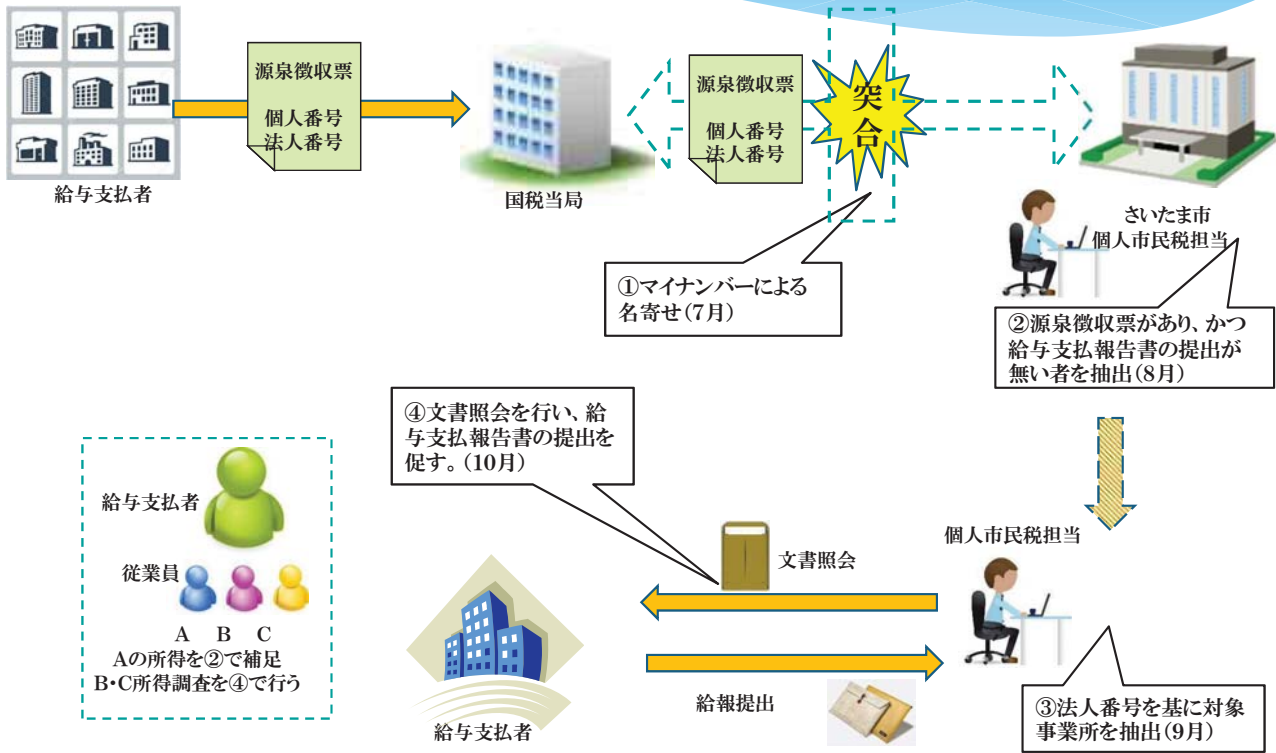 源泉徴収票
個人番号
法人番号
給与支払者
国税当局
源泉徴収票
個人番号
法人番号
突
合
さいたま市
個人市民税担当
①マイナンバーによる
名寄せ(7月)
②源泉徴収票があり、かつ
給与支払報告書の提出が
無い者を抽出(8月)
④文書照会を行い、給
与支払報告書の提出を
促す。(10月)
給与支払者
従業員
A B C
Aの所得を②で補足
B・C所得調査を④で行う
文書照会
個人市民税担当
給報提出
給与支払者
③法人番号を基に対象
事業所を抽出(9月)